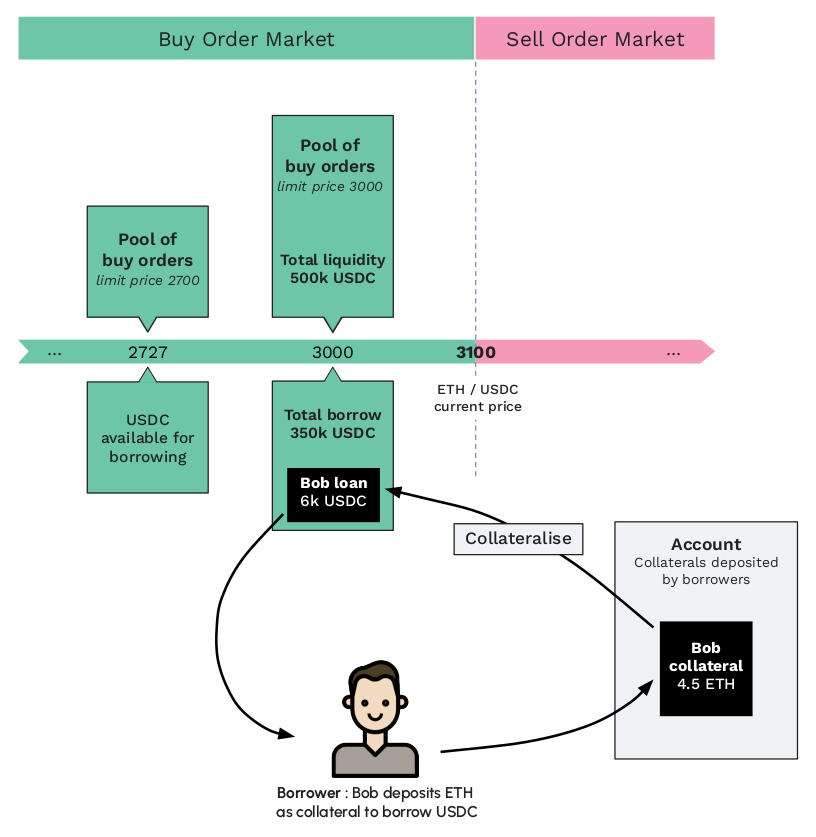 Buy Order Market
Sell Order Market
Pool of
buy orders
limit price 3000
Total liquidity
500k USDC
Pool of
buy orders
limit price 2700
...
2727
3000
3100
...
ETH / USDC
current price
USDC
available for
borrowing
Total borrow
350k USDC
Bob loan
6k USDC
Collateralise
Account
Collaterals deposited
by borrowers
Bob
collateral
4.5 ETH
Borrower : Bob deposits ETH
as collateral to borrow USDC